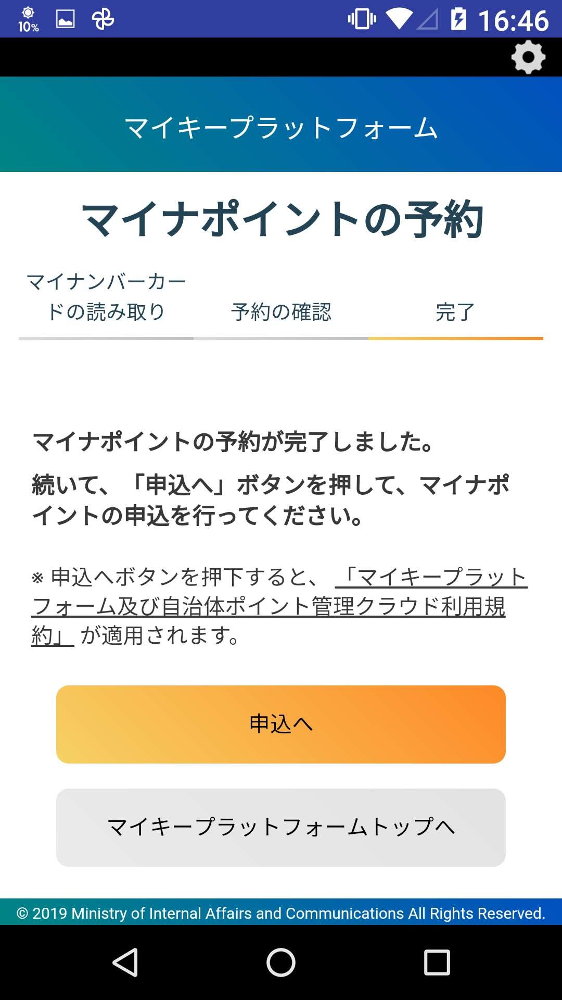 10%
16:46
マイキープラットフォーム
マイナポイントの予約
マイナンバーカー
ドの読み取り 予約の確認 完了
マイナポイントの予約が完了しました。
続いて、「申込へ」ボタンを押して、マイナポ
イントの申込を行ってください。
※ 申込へボタンを押下すると、 「マイキープラット
フォーム及び自治体ポイント管理クラウド利用規
約」 が適用されます。
申込へ
マイキープラットフォームトップへ
© 2019 Ministry of Internal Affairs and Communications All Rights Reserved.